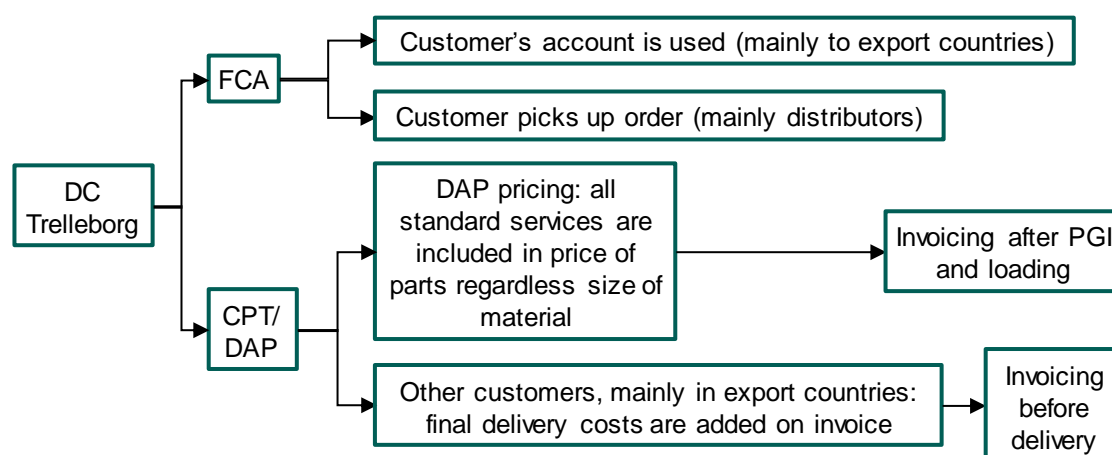 Customer's account is used (mainly to export countries)
FCA
Customer picks up order (mainly distributors)
DC
Trelleborg
DAP pricing: all
standard services are
included in price of
parts regardless size of
material
Invoicing after PGI
and loading
CPT/
DAP
Other customers, mainly in export countries:
final delivery costs are added on invoice
Invoicing
before
delivery